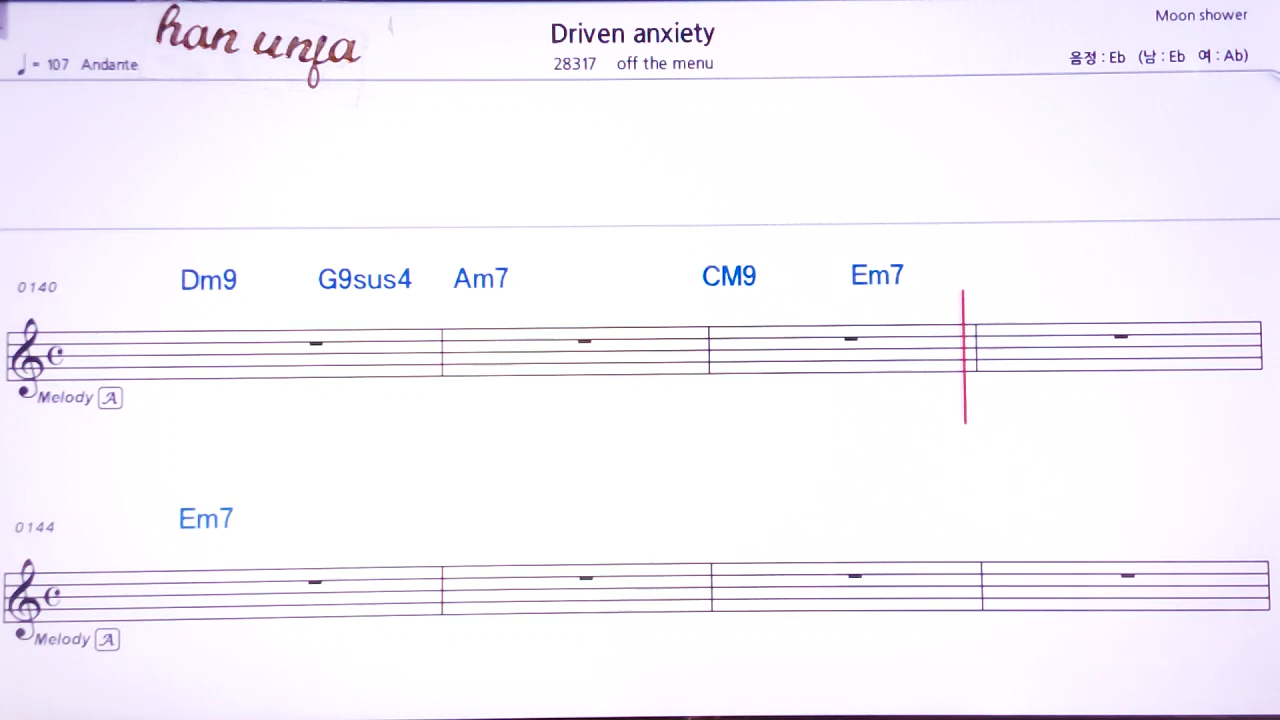 han unfa
Driven anxiety
Moon shower
♩= 107 Andante
28317 off the menu
음정 : Eb (남 : Eb 여 : Ab)
Dm9 G9sus4 Am7 CM9 Em7
0140
Melody A
Em7
0144
Melody A